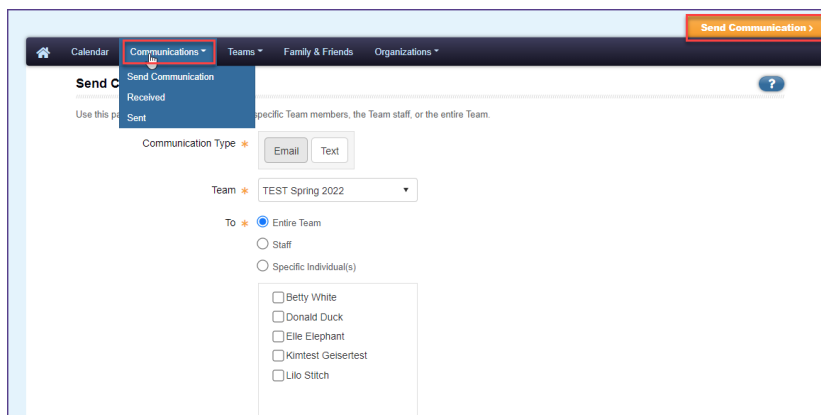 Send Communication >
Calendar Communications Teams Family & Friends Organizations
Send Communication
Received
Sent
Send C
?
Use this pa pecific Team members, the Team staff, or the entire Team.
Communication Type * Email Text
Team * TEST Spring 2022
To * Entire Team
Staff
Specific Individual(s)
Betty White
Donald Duck
Elle Elephant
Kimtest Geisertest
Lilo Stitch